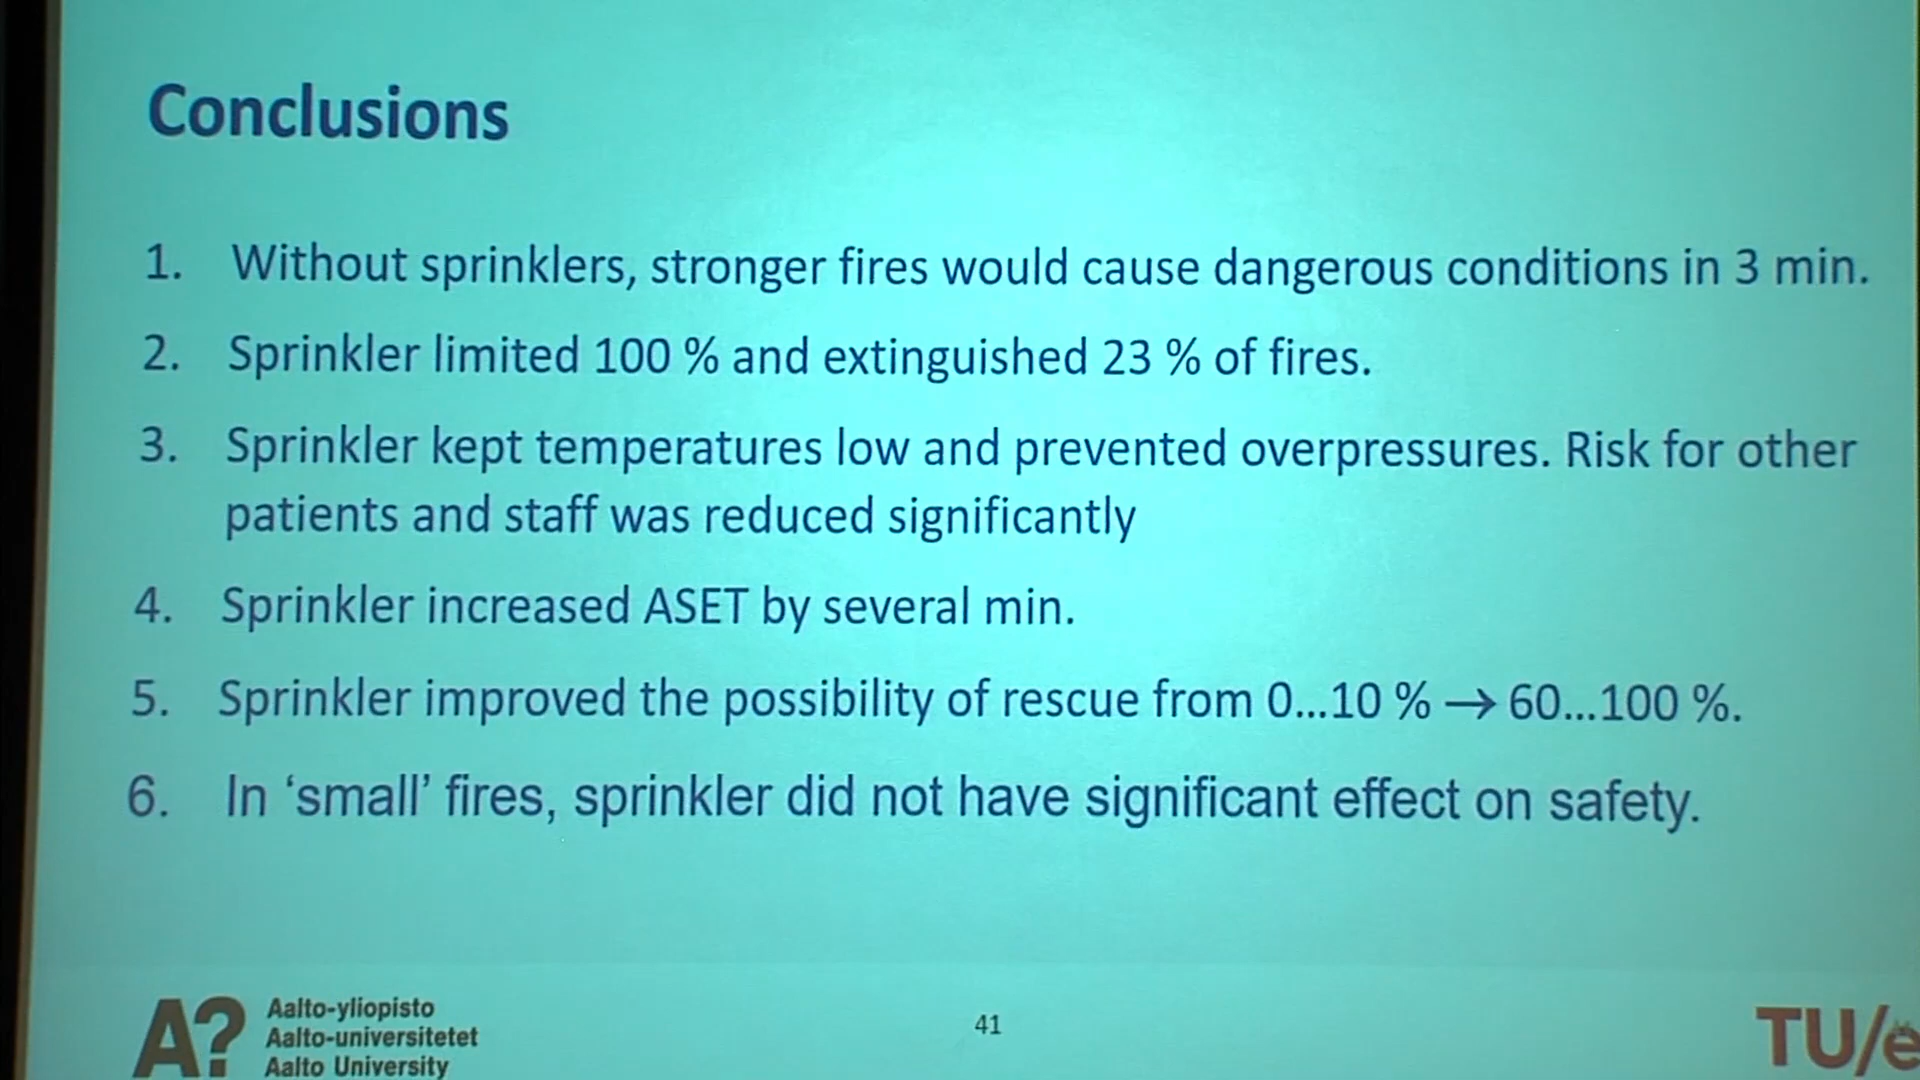 Conclusions
1. Without sprinklers, stronger fires would cause dangerous conditions in 3 min.
2. Sprinkler limited 100 % and extinguished 23 % of fires.
3. Sprinkler kept temperatures low and prevented overpressures. Risk for other
patients and staff was reduced significantly
4. Sprinkler increased ASET by several min.
5. Sprinkler improved the possibility of rescue from 0...10 % → 60...100 %.
6. In ‘small’ fires, sprinkler did not have significant effect on safety.
A?
Aalto-yliopisto
Aalto-universitetet
Aalto University
41
TU/e